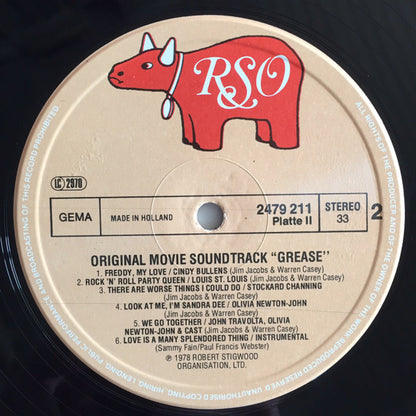 RSO
LC 2970
GEMA
MADE IN HOLLAND
2479 211
Platte II
STEREO
33
2
ORIGINAL MOVIE SOUNDTRACK “GREASE”
1. FREDDY, MY LOVE / CINDY BULLENS (Jim Jacobs & Warren Casey)
2. ROCK 'N' ROLL PARTY QUEEN / LOUIS ST. LOUIS (Jim Jacobs & Warren Casey)
3. THERE ARE WORSE THINGS I COULD DO / STOCKARD CHANNING
(Jim Jacobs & Warren Casey)
4. LOOK AT ME, I'M SANDRA DEE / OLIVIA NEWTON-JOHN
(Jim Jacobs & Warren Casey)
5. WE GO TOGETHER / JOHN TRAVOLTA, OLIVIA
NEWTON-JOHN & CAST (Jim Jacobs & Warren Casey)
6. LOVE IS A MANY SPLENDORED THING / INSTRUMENTAL
(Sammy Fain/Paul Francis Webster)
Ⓟ 1978 ROBERT STIGWOOD
ORGANISATION, LTD.
ALL RIGHTS OF THE PRODUCER AND OF THE OWNER OF THE WORK REPRODUCED RESERVED. UNAUTHORISED COPYING, HIRING, LENDING, PUBLIC PERFORMANCE AND BROADCASTING OF THIS RECORD PROHIBITED.